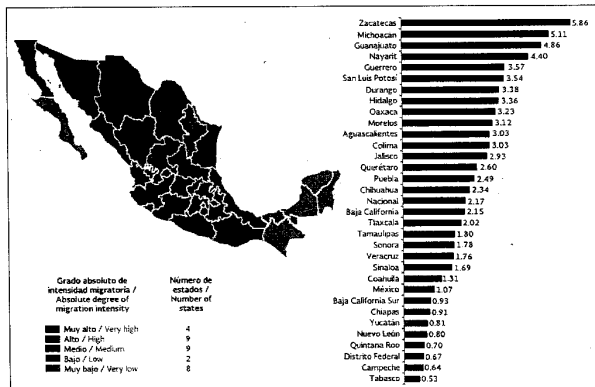 Zacatecas 5.86
Michoacan 5.11
Guanajuato 4.86
Nayarit 4.40
Guerrero 3.57
San Luis Potosí 3.54
Durango 3.38
Hidalgo 3.36
Oaxaca 3.23
Morelos 3.12
Aguascalientes 3.03
Colima 3.03
Jalisco 2.93
Querétaro 2.60
Puebla 2.49
Chihuahua 2.34
Nacional 2.17
Baja California 2.15
Tlaxcala 2.02
Tamaulipas 1.80
Sonora 1.78
Veracruz 1.76
Sinaloa 1.69
Coahuila 1.31
México 1.07
Baja California Sur 0.93
Chiapas 0.91
Yucatán 0.81
Nuevo León 0.80
Quintana Roo 0.70
Distrito Federal 0.67
Campeche 0.64
Tabasco 0.53
Grado absoluto de
intensidad migratoria /
Absolute degree of
migration intensity
Número de
estados /
Number of
states
Muy alto / Very high 4
Alto / High 9
Medio / Medium 9
Bajo / Low 2
Muy bajo / Very low 8